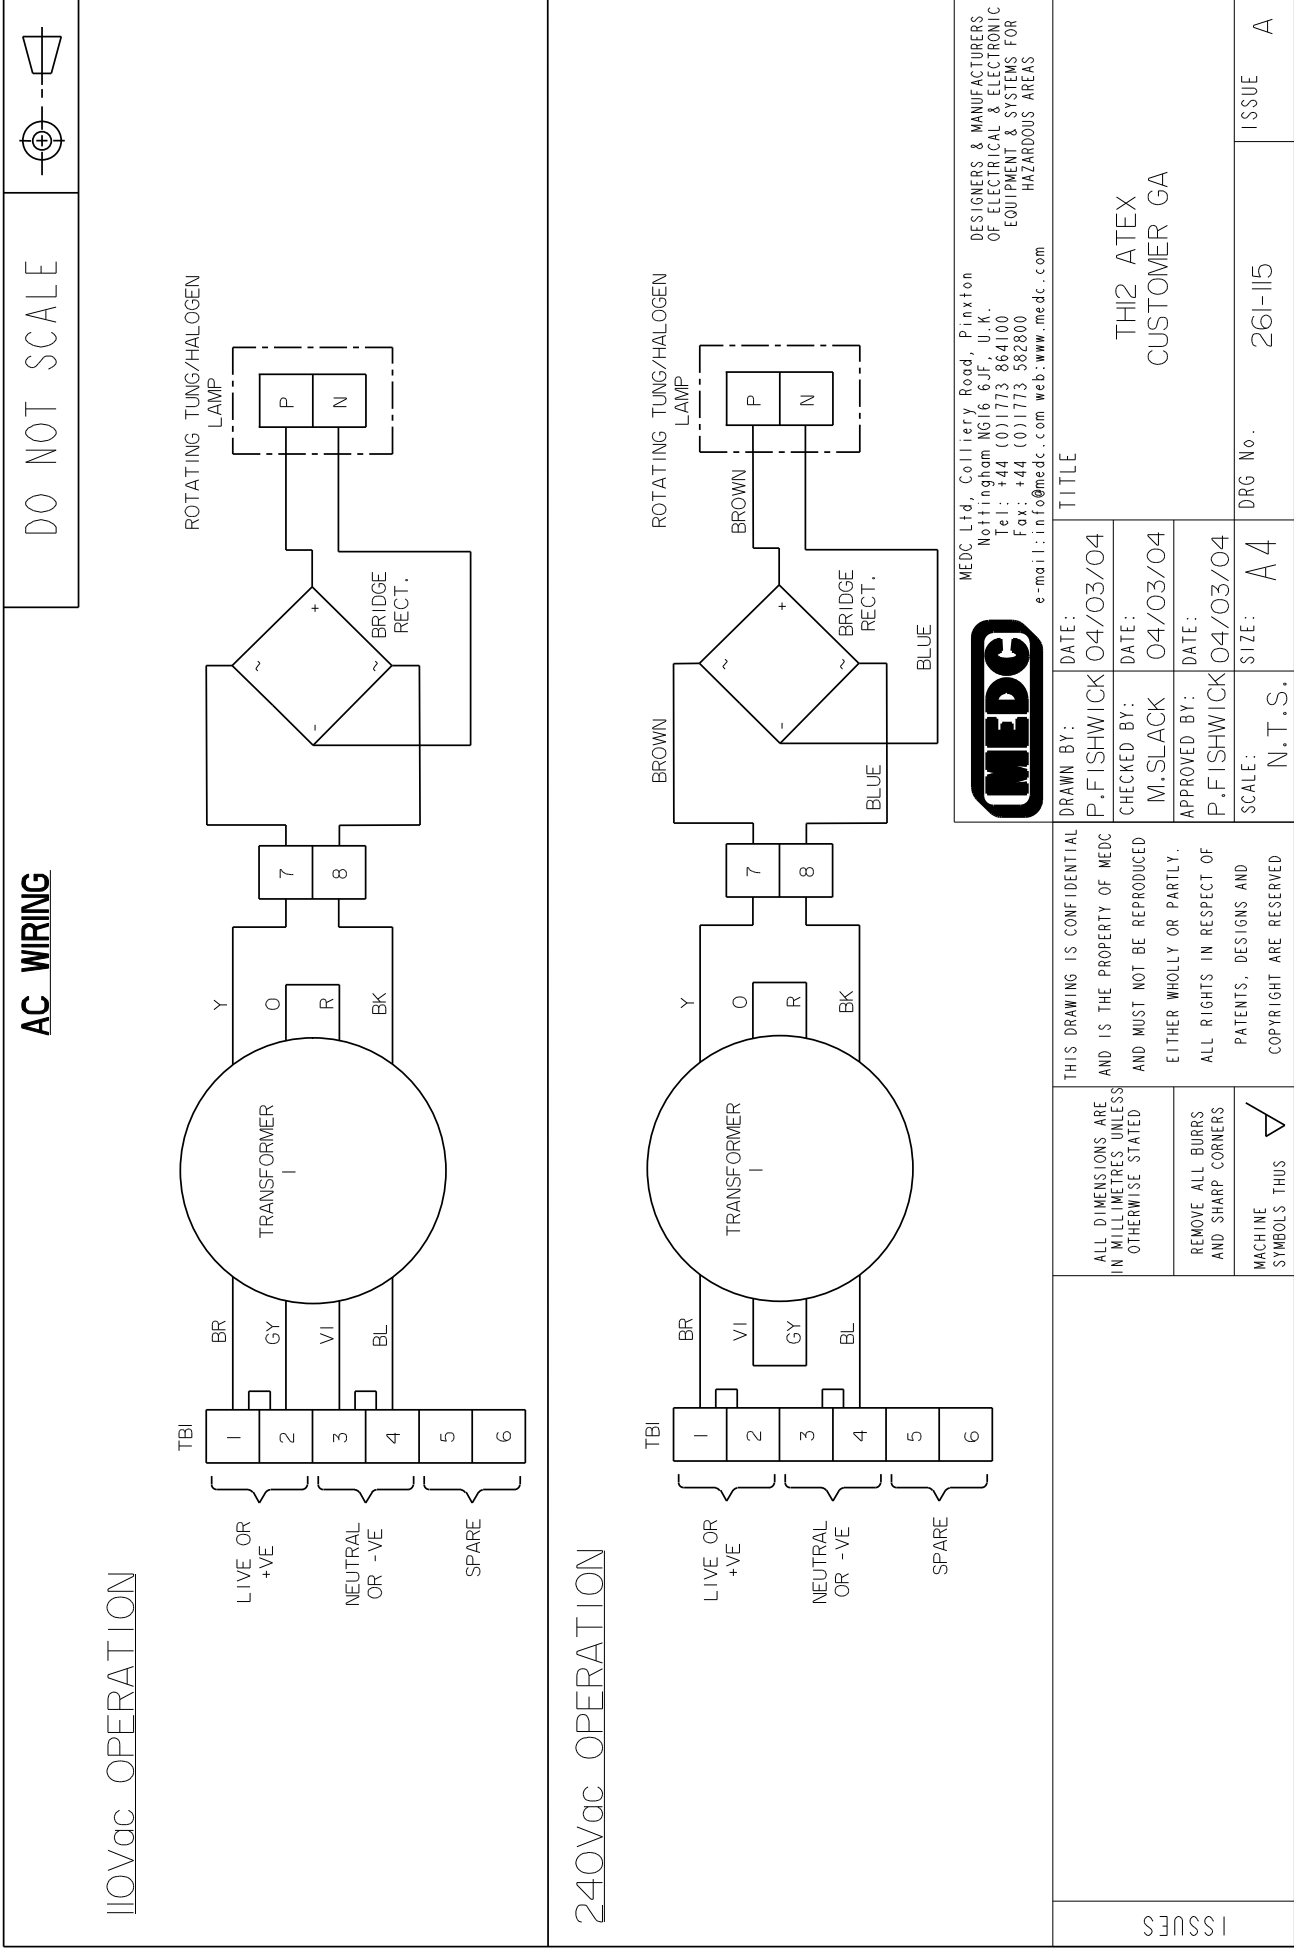 AC WIRING
DO NOT SCALE
110Vac OPERATION
LIVE OR
+VE
NEUTRAL
OR -VE
SPARE
TB1
1
2
3
4
5
6
BR
GY
VI
BL
TRANSFORMER
1
Y
O
R
BK
7
8
~
~
-
+
BRIDGE
RECT.
ROTATING TUNG/HALOGEN
LAMP
P
N
240Vac OPERATION
LIVE OR
+VE
NEUTRAL
OR -VE
SPARE
TB1
1
2
3
4
5
6
BR
VI
GY
BL
TRANSFORMER
1
Y
O
R
BK
7
8
BROWN
BLUE
~
~
-
+
BRIDGE
RECT.
BROWN
BLUE
ROTATING TUNG/HALOGEN
LAMP
P
N
ISSUES
ALL DIMENSIONS ARE
IN MILLIMETRES UNLESS
OTHERWISE STATED
REMOVE ALL BURRS
AND SHARP CORNERS
MACHINE
SYMBOLS THUS
THIS DRAWING IS CONFIDENTIAL
AND IS THE PROPERTY OF MEDC
AND MUST NOT BE REPRODUCED
EITHER WHOLLY OR PARTLY.
ALL RIGHTS IN RESPECT OF
PATENTS, DESIGNS AND
COPYRIGHT ARE RESERVED
MEDC
MEDC Ltd, Colliery Road, Pinxton
Nottingham NG16 6JF, U.K.
Tel: +44 (0)1773 864100
Fax: +44 (0)1773 582800
e-mail:info@medc.com web:www.medc.com
DESIGNERS & MANUFACTURERS
OF ELECTRICAL & ELECTRONIC
EQUIPMENT & SYSTEMS FOR
HAZARDOUS AREAS
DRAWN BY:
P.FISHWICK
DATE:
04/03/04
CHECKED BY:
M.SLACK
DATE:
04/03/04
APPROVED BY:
P.FISHWICK
DATE:
04/03/04
SCALE:
N.T.S.
SIZE:
A4
TITLE
TH12 ATEX
CUSTOMER GA
DRG No.
261-115
ISSUE
A